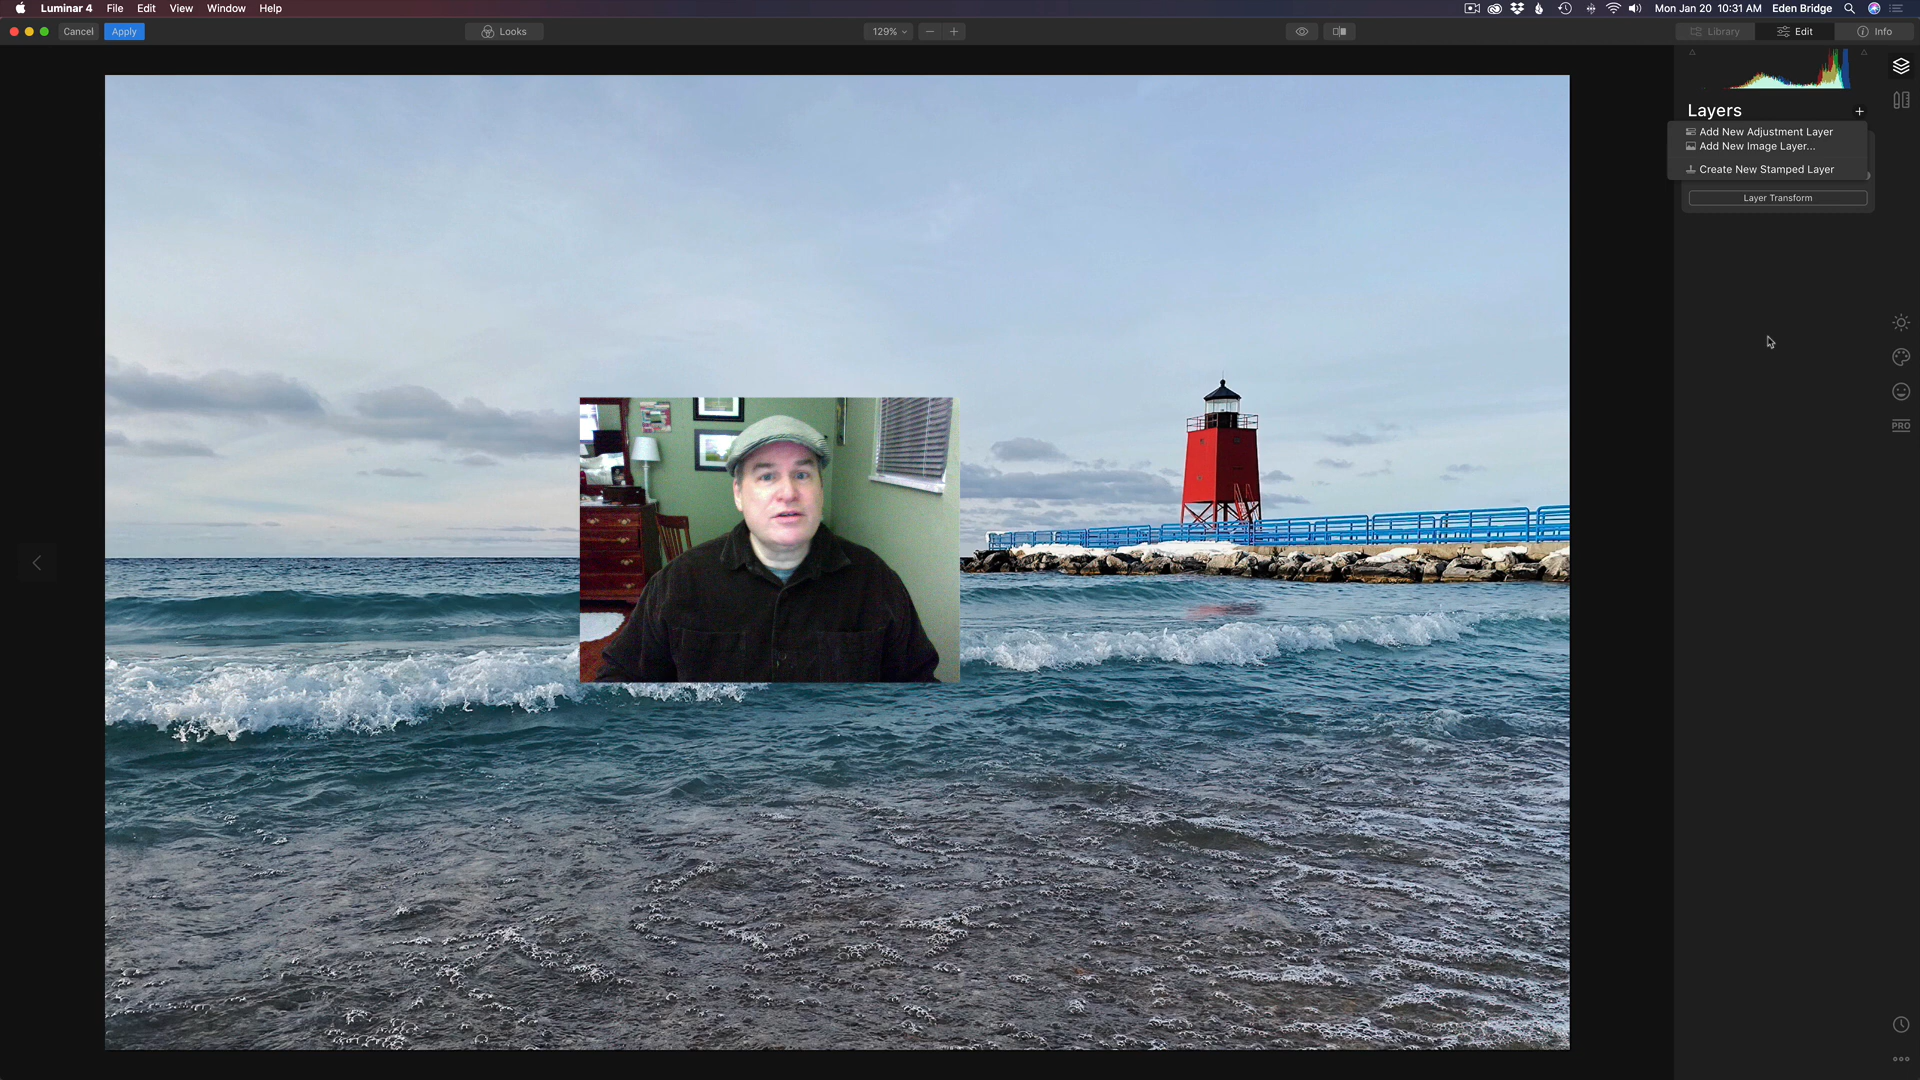 Luminar 4 File Edit View Window Help
Mon Jan 20 10:31 AM Eden Bridge
Cancel Apply
Looks
129%
Library Edit Info
Layers
Add New Adjustment Layer
Add New Image Layer...
Create New Stamped Layer
Layer Transform
PRO